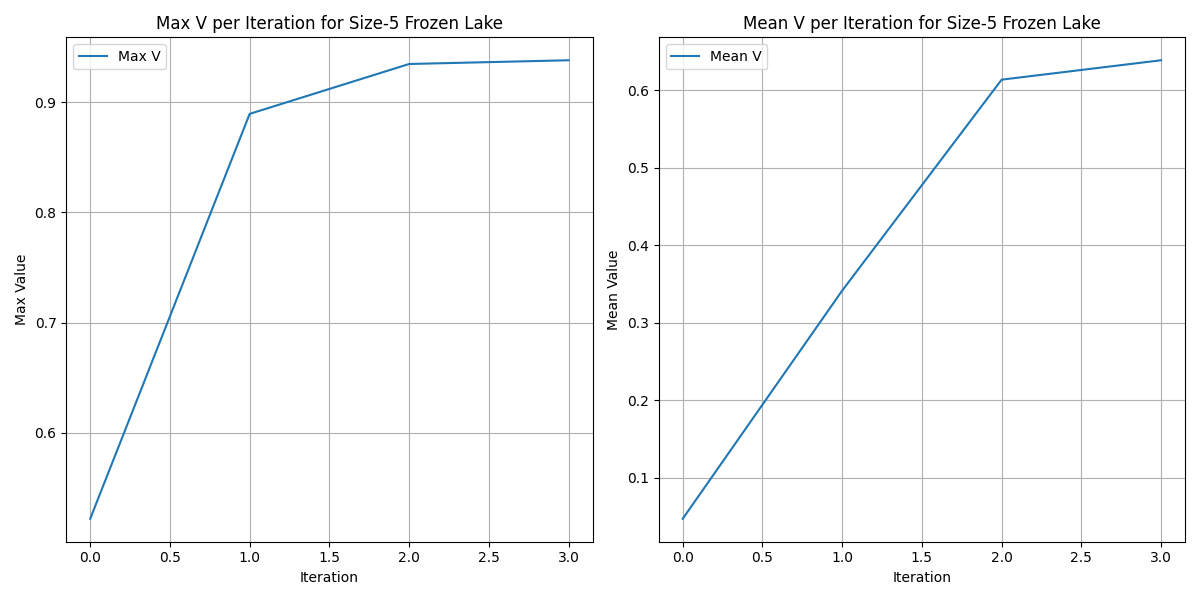 Max V per Iteration for Size-5 Frozen Lake
Max V
0.9
0.8
0.7
0.6
Max Value
0.0 0.5 1.0 1.5 2.0 2.5 3.0
Iteration
Mean V per Iteration for Size-5 Frozen Lake
Mean V
0.6
0.5
0.4
0.3
0.2
0.1
Mean Value
0.0 0.5 1.0 1.5 2.0 2.5 3.0
Iteration